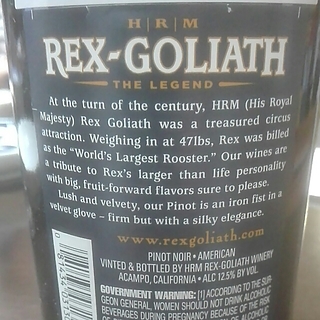 H|R|M
REX-GOLIATH
THE LEGEND
At the turn of the century, HRM (His Royal
Majesty) Rex Goliath was a treasured circus
attraction. Weighing in at 47lbs, Rex was billed
as the “World's Largest Rooster.” Our wines are
a tribute to Rex's larger than life personality
with big, fruit-forward flavors sure to please.
Lush and velvety, our Pinot is an iron fist in a
velvet glove – firm but with a silky elegance.
www.rexgoliath.com
PINOT NOIR • AMERICAN
VINTED & BOTTLED BY HRM REX-GOLIATH WINERY
ACAMPO, CALIFORNIA • ALC 12.5% BY VOL.
GOVERNMENT WARNING: [1] ACCORDING TO THE SUR-
GEON GENERAL, WOMEN SHOULD NOT DRINK ALCOHOLIC
BEVERAGES DURING PREGNANCY BECAUSE OF THE RISK